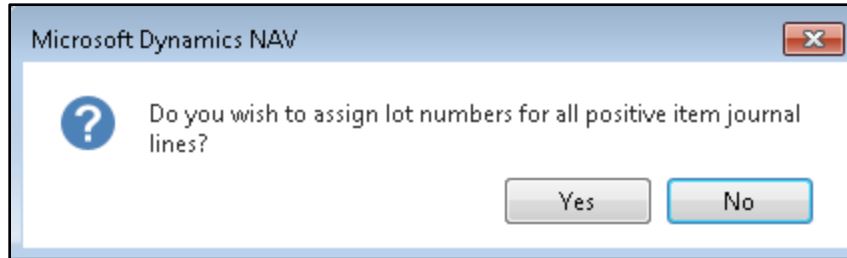 Microsoft Dynamics NAV
Do you wish to assign lot numbers for all positive item journal
lines?
Yes No